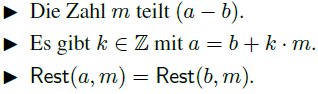 ► Die Zahl m teilt (a − b).
► Es gibt k ∈ ℤ mit a = b + k · m.
► Rest(a, m) = Rest(b, m).